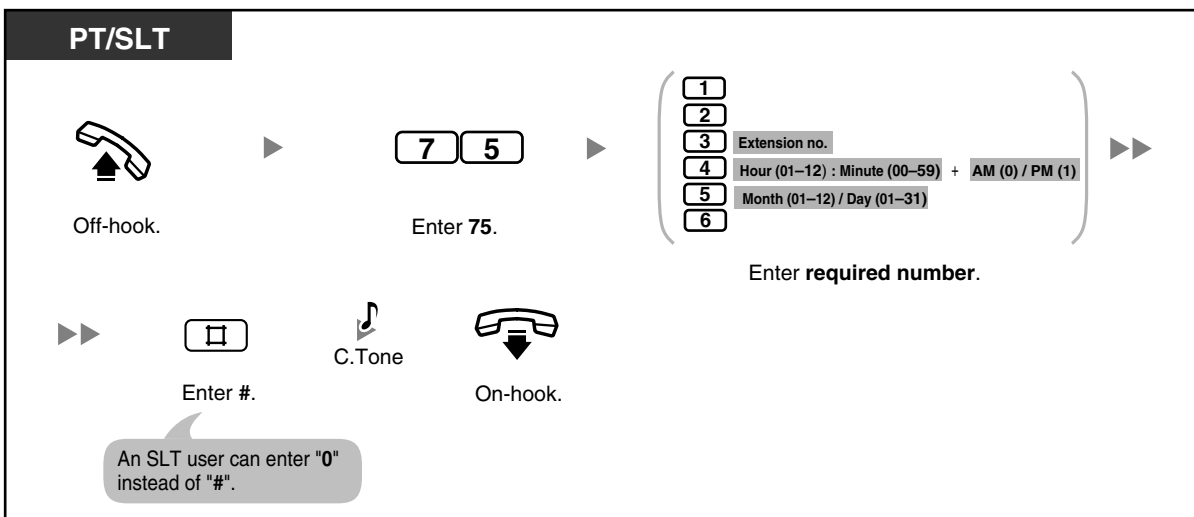 PT/SLT
Off-hook.
7 5
Enter 75.
1
2
3 Extension no.
4 Hour (01–12) : Minute (00–59) + AM (0) / PM (1)
5 Month (01–12) / Day (01–31)
6
Enter required number.
#
Enter #.
C.Tone
On-hook.
An SLT user can enter "0"
instead of "#".